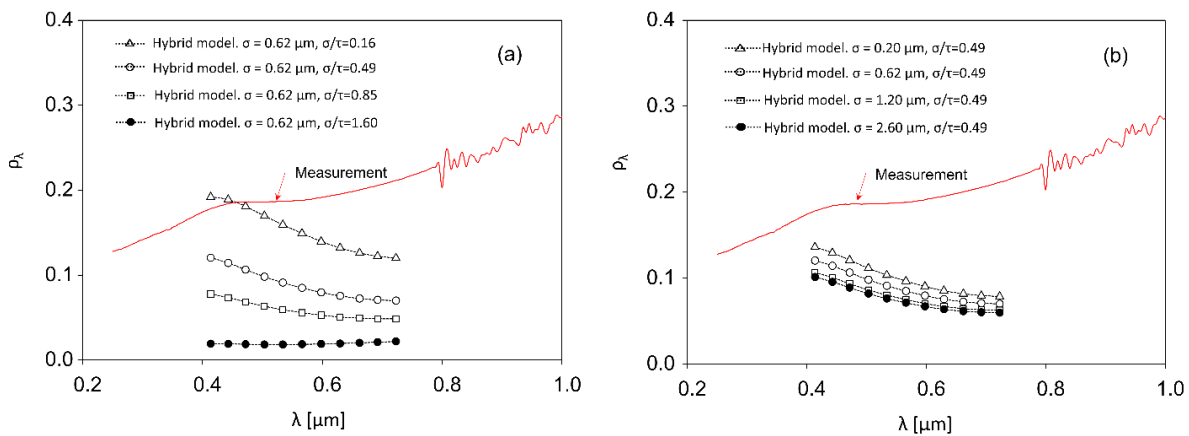 0.4
Hybrid model. σ = 0.62 µm, σ/τ=0.16
(a)
Hybrid model. σ = 0.62 µm, σ/τ=0.49
0.3
Hybrid model. σ = 0.62 µm, σ/τ=0.85
Hybrid model. σ = 0.62 µm, σ/τ=1.60
ρλ
0.2
Measurement
0.1
0.0
0.2 0.4 0.6 0.8 1.0
λ [µm]
0.4
Hybrid model. σ = 0.20 µm, σ/τ=0.49
(b)
Hybrid model. σ = 0.62 µm, σ/τ=0.49
0.3
Hybrid model. σ = 1.20 µm, σ/τ=0.49
Hybrid model. σ = 2.60 µm, σ/τ=0.49
ρλ
0.2
Measurement
0.1
0.0
0.2 0.4 0.6 0.8 1.0
λ [µm]